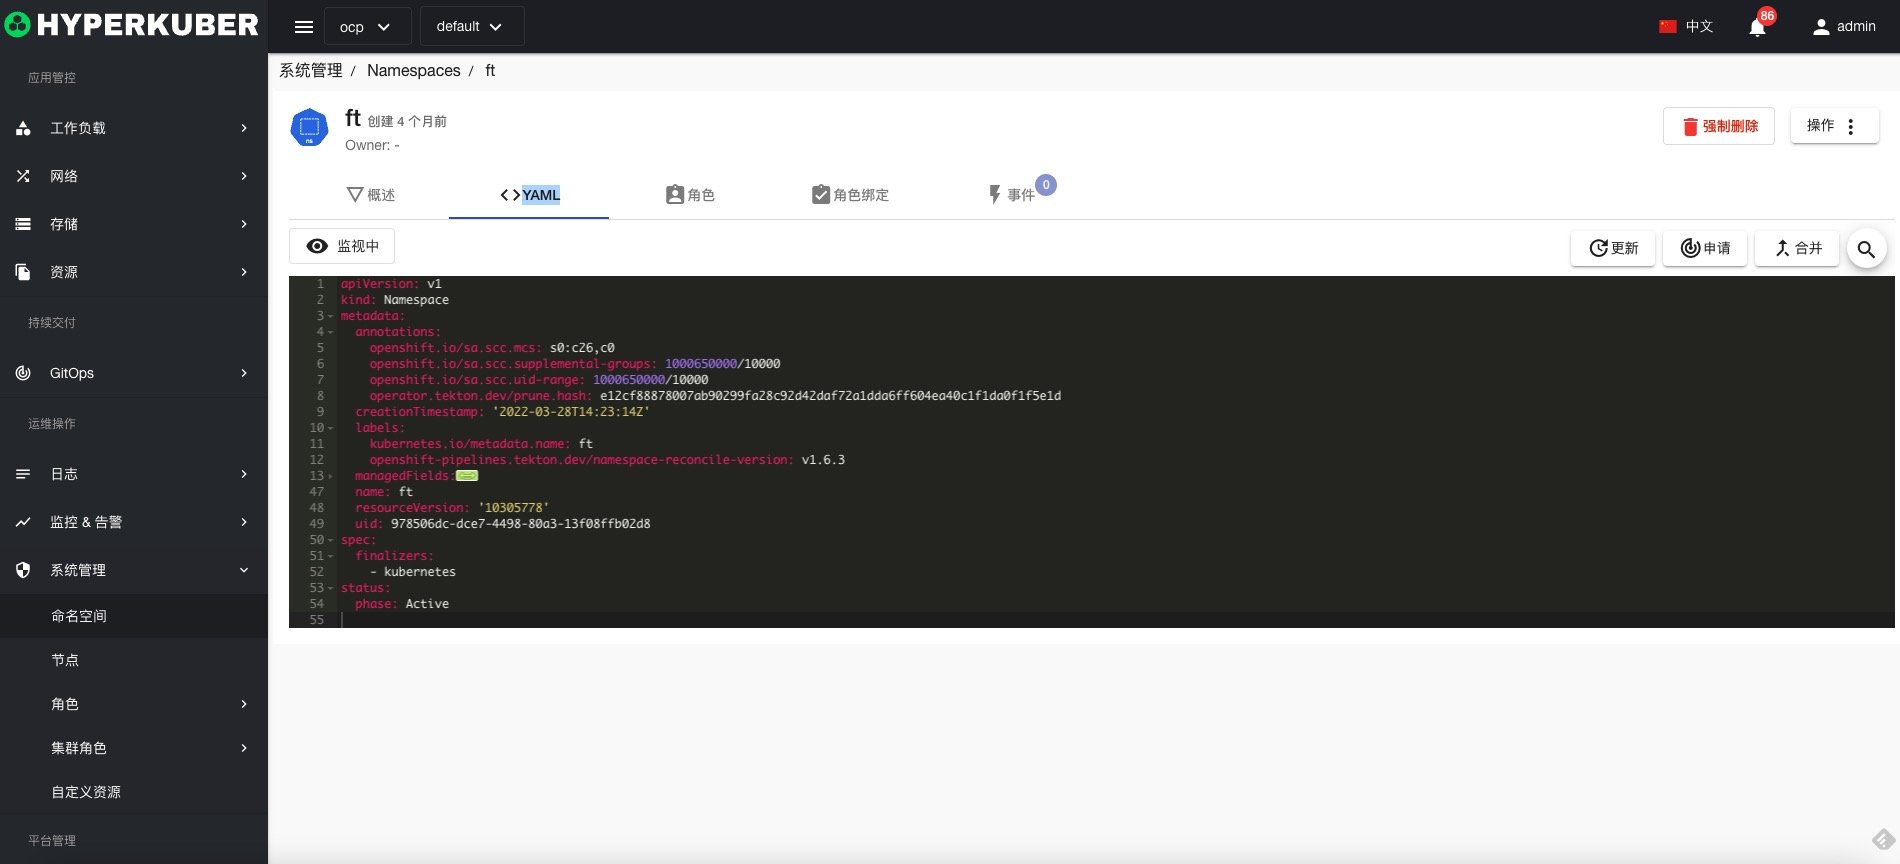 HYPERKUBER
ocp
default
中文
86
admin
应用管控
工作负载
网络
存储
资源
持续交付
GitOps
运维操作
日志
监控 & 告警
系统管理
命名空间
节点
角色
集群角色
自定义资源
平台管理
系统管理 / Namespaces / ft
ns
ft 创建 4 个月前
Owner: -
强制删除
操作
概述
YAML
角色
角色绑定
事件
0
监视中
更新
申请
合并
1 apiVersion: v1
2 kind: Namespace
3 metadata:
4 annotations:
5 openshift.io/sa.scc.mcs: s0:c26,c0
6 openshift.io/sa.scc.supplemental-groups: 1000650000/10000
7 openshift.io/sa.scc.uid-range: 1000650000/10000
8 operator.tekton.dev/prune.hash: e12cf88878007ab90299fa28c92d42daf72a1dda6ff604ea40c1f1da0f1f5e1d
9 creationTimestamp: '2022-03-28T14:23:14Z'
10 labels:
11 kubernetes.io/metadata.name: ft
12 openshift-pipelines.tekton.dev/namespace-reconcile-version: v1.6.3
13 managedFields:
47 name: ft
48 resourceVersion: '10305778'
49 uid: 978506dc-dce7-4498-80a3-13f08ffb02d8
50 spec:
51 finalizers:
52 - kubernetes
53 status:
54 phase: Active
55